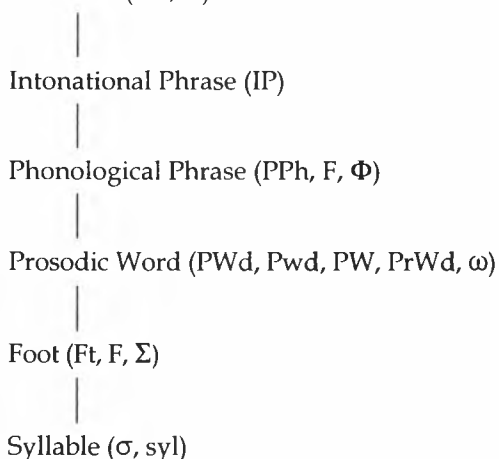 Intonational Phrase (IP)
Phonological Phrase (PPh, F, Φ)
Prosodic Word (PWd, Pwd, PW, PrWd, ω)
Foot (Ft, F, Σ)
Syllable (σ, syl)